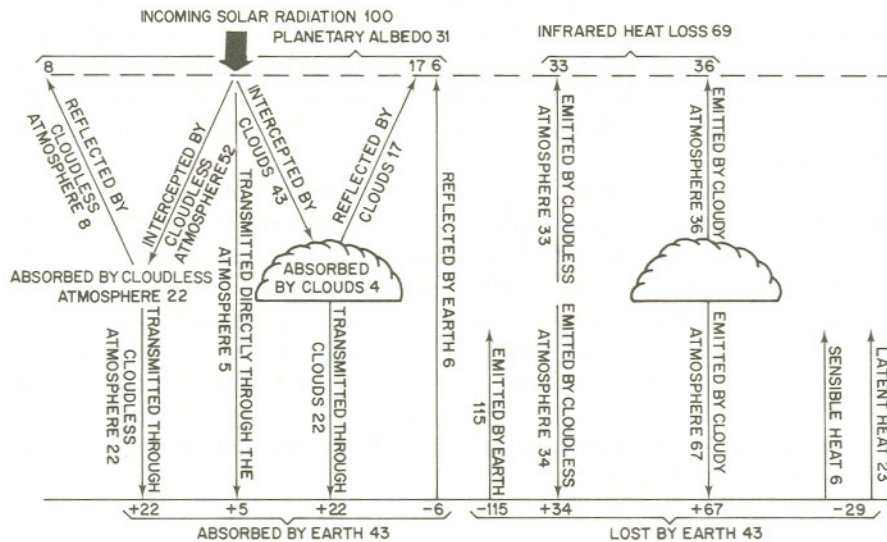 INCOMING SOLAR RADIATION 100
PLANETARY ALBEDO 31
INFRARED HEAT LOSS 69
8
17 6
33
36
REFLECTED BY
CLOUDLESS
ATMOSPHERE 8
INTERCEPTED BY
CLOUDLESS
ATMOSPHERE 52
TRANSMITTED DIRECTLY THROUGH THE
ATMOSPHERE 5
INTERCEPTED BY
CLOUDS 43
REFLECTED BY
CLOUDS 17
REFLECTED BY EARTH 6
EMITTED BY CLOUDLESS
ATMOSPHERE 33
EMITTED BY CLOUDY
ATMOSPHERE 36
ABSORBED BY CLOUDLESS
ATMOSPHERE 22
ABSORBED
BY CLOUDS 4
TRANSMITTED THROUGH
CLOUDLESS
ATMOSPHERE 22
TRANSMITTED THROUGH
CLOUDS 22
EMITTED BY EARTH
115
EMITTED BY CLOUDLESS
ATMOSPHERE 34
EMITTED BY CLOUDY
ATMOSPHERE 67
SENSIBLE HEAT 6
LATENT HEAT 23
+22
+5
+22
-6
-115
+34
+67
-29
ABSORBED BY EARTH 43
LOST BY EARTH 43